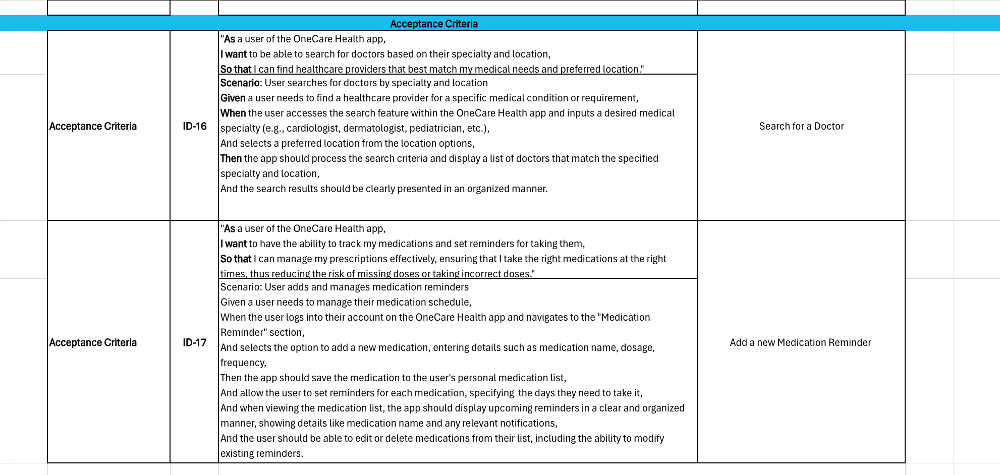 Acceptance Criteria
"As a user of the OneCare Health app,
I want to be able to search for doctors based on their specialty and location,
So that I can find healthcare providers that best match my medical needs and preferred location."
Acceptance Criteria
ID-16
Scenario: User searches for doctors by specialty and location
Given a user needs to find a healthcare provider for a specific medical condition or requirement,
When the user accesses the search feature within the OneCare Health app and inputs a desired medical
specialty (e.g., cardiologist, dermatologist, pediatrician, etc.),
And selects a preferred location from the location options,
Then the app should process the search criteria and display a list of doctors that match the specified
specialty and location,
And the search results should be clearly presented in an organized manner.
Search for a Doctor
"As a user of the OneCare Health app,
I want to have the ability to track my medications and set reminders for taking them,
So that I can manage my prescriptions effectively, ensuring that I take the right medications at the right
times, thus reducing the risk of missing doses or taking incorrect doses."
Acceptance Criteria
ID-17
Scenario: User adds and manages medication reminders
Given a user needs to manage their medication schedule,
When the user logs into their account on the OneCare Health app and navigates to the "Medication
Reminder" section,
And selects the option to add a new medication, entering details such as medication name, dosage,
frequency,
Then the app should save the medication to the user's personal medication list,
And allow the user to set reminders for each medication, specifying  the days they need to take it,
And when viewing the medication list, the app should display upcoming reminders in a clear and organized
manner, showing details like medication name and any relevant notifications,
And the user should be able to edit or delete medications from their list, including the ability to modify
existing reminders.
Add a new Medication Reminder